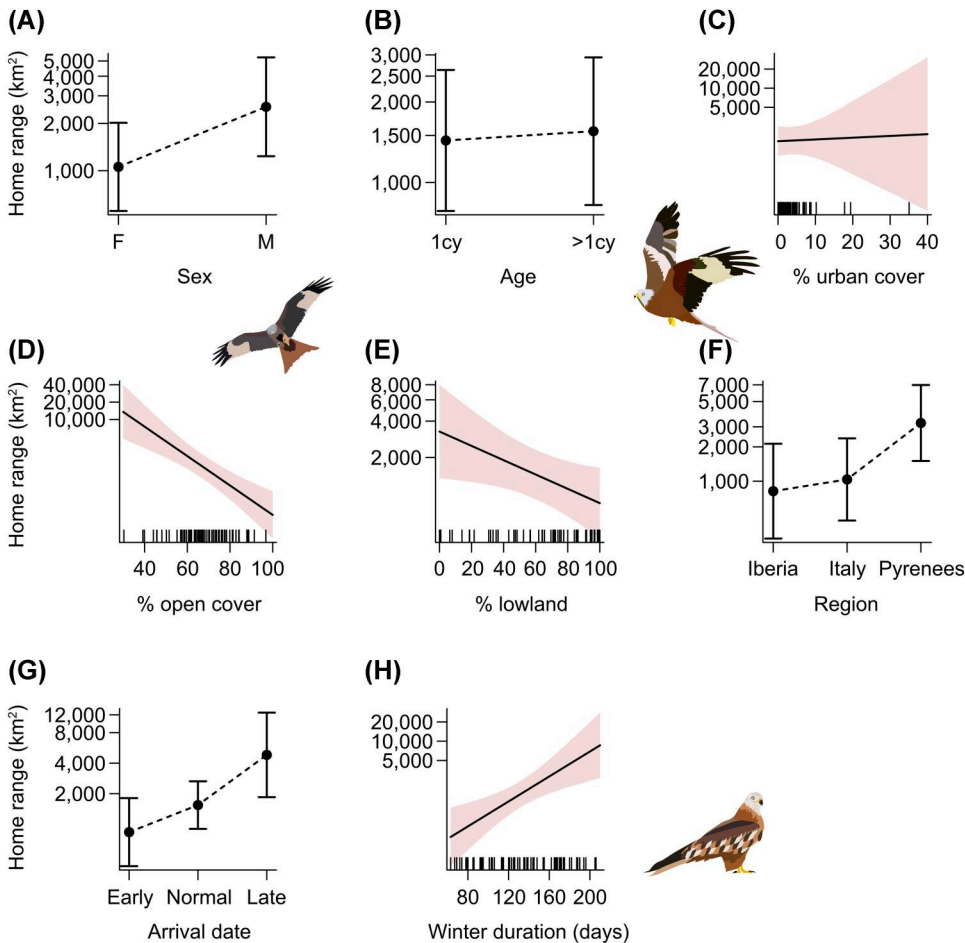 (A)
Home range (km²)
5,000
4,000
3,000
2,000
1,000
F M
Sex
(B)
3,000
2,500
2,000
1,500
1,000
1cy >1cy
Age
(C)
20,000
10,000
5,000
0 10 20 30 40
% urban cover
(D)
Home range (km²)
40,000
20,000
10,000
40 60 80 100
% open cover
(E)
8,000
6,000
4,000
2,000
0 20 40 60 80 100
% lowland
(F)
7,000
5,000
3,000
2,000
1,000
Iberia Italy Pyrenees
Region
(G)
Home range (km²)
12,000
8,000
4,000
2,000
Early Normal Late
Arrival date
(H)
20,000
10,000
5,000
80 120 160 200
Winter duration (days)